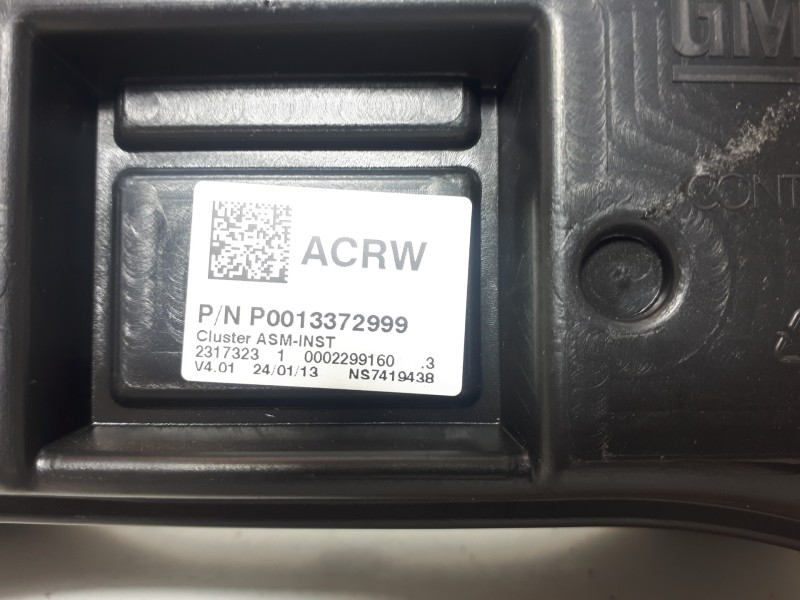 GM
CONT
ACRW
P/N P0013372999
Cluster ASM-INST
2317323 1 0002299160 .3
V4.01 24/01/13 NS7419438